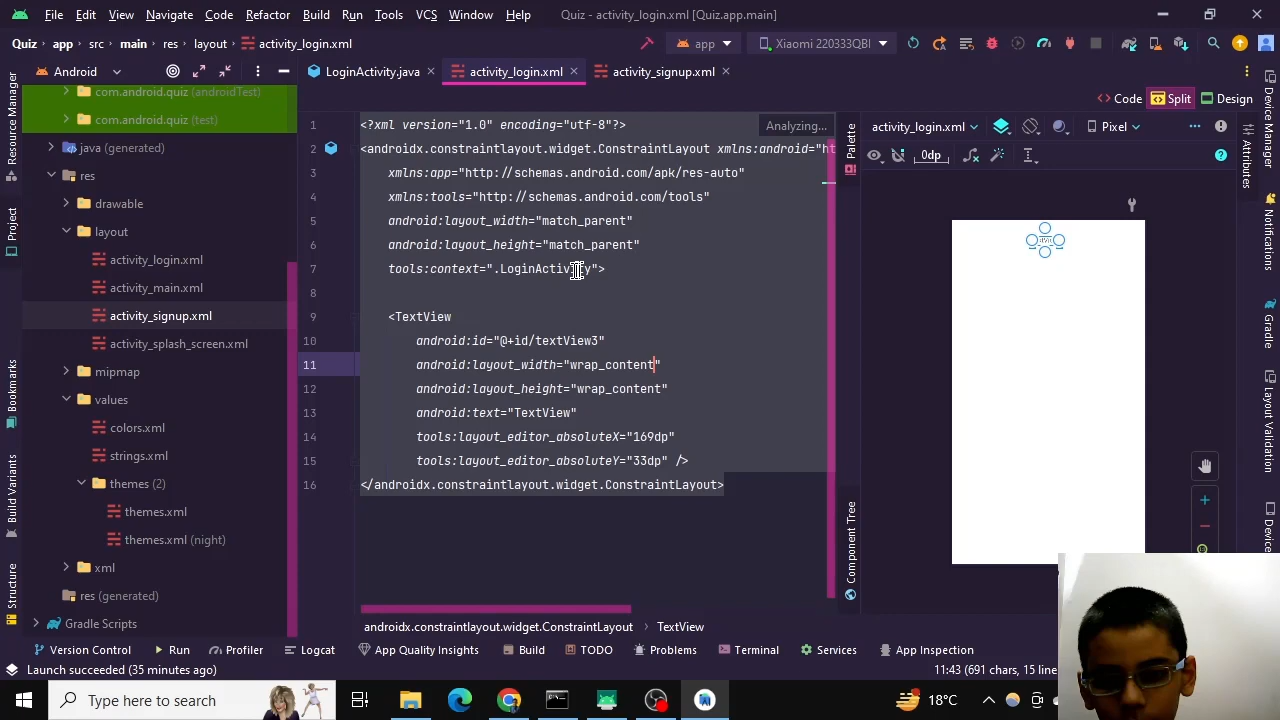 File Edit View Navigate Code Refactor Build Run Tools VCS Window Help Quiz - activity_login.xml [Quiz.app.main]
Quiz app src main res layout activity_login.xml app Xiaomi 220333QBI
Android LoginActivity.java activity_login.xml activity_signup.xml
com.android.quiz (androidTest)
com.android.quiz (test)
java (generated)
res
drawable
layout
activity_login.xml
activity_main.xml
activity_signup.xml
activity_splash_screen.xml
mipmap
values
colors.xml
strings.xml
themes (2)
themes.xml
themes.xml (night)
xml
res (generated)
Gradle Scripts
Resource Manager
Project
Bookmarks
Build Variants
Structure
Code Split Design
1 <?xml version="1.0" encoding="utf-8"?>
Analyzing...
2 <androidx.constraintlayout.widget.ConstraintLayout xmlns:android="ht
3 xmlns:app="http://schemas.android.com/apk/res-auto"
4 xmlns:tools="http://schemas.android.com/tools"
5 android:layout_width="match_parent"
6 android:layout_height="match_parent"
7 tools:context=".LoginActivity">
8
9 <TextView
10 android:id="@+id/textView3"
11 android:layout_width="wrap_content"
12 android:layout_height="wrap_content"
13 android:text="TextView"
14 tools:layout_editor_absoluteX="169dp"
15 tools:layout_editor_absoluteY="33dp" />
16 </androidx.constraintlayout.widget.ConstraintLayout>
androidx.constraintlayout.widget.ConstraintLayout TextView
Palette
Component Tree
activity_login.xml Pixel
0dp
Attributes
Device Manager
Notifications
Gradle
Layout Validation
Version Control Run Profiler Logcat App Quality Insights Build TODO Problems Terminal Services App Inspection
Launch succeeded (35 minutes ago) 11:43 (691 chars, 15 line
Type here to search 18°C